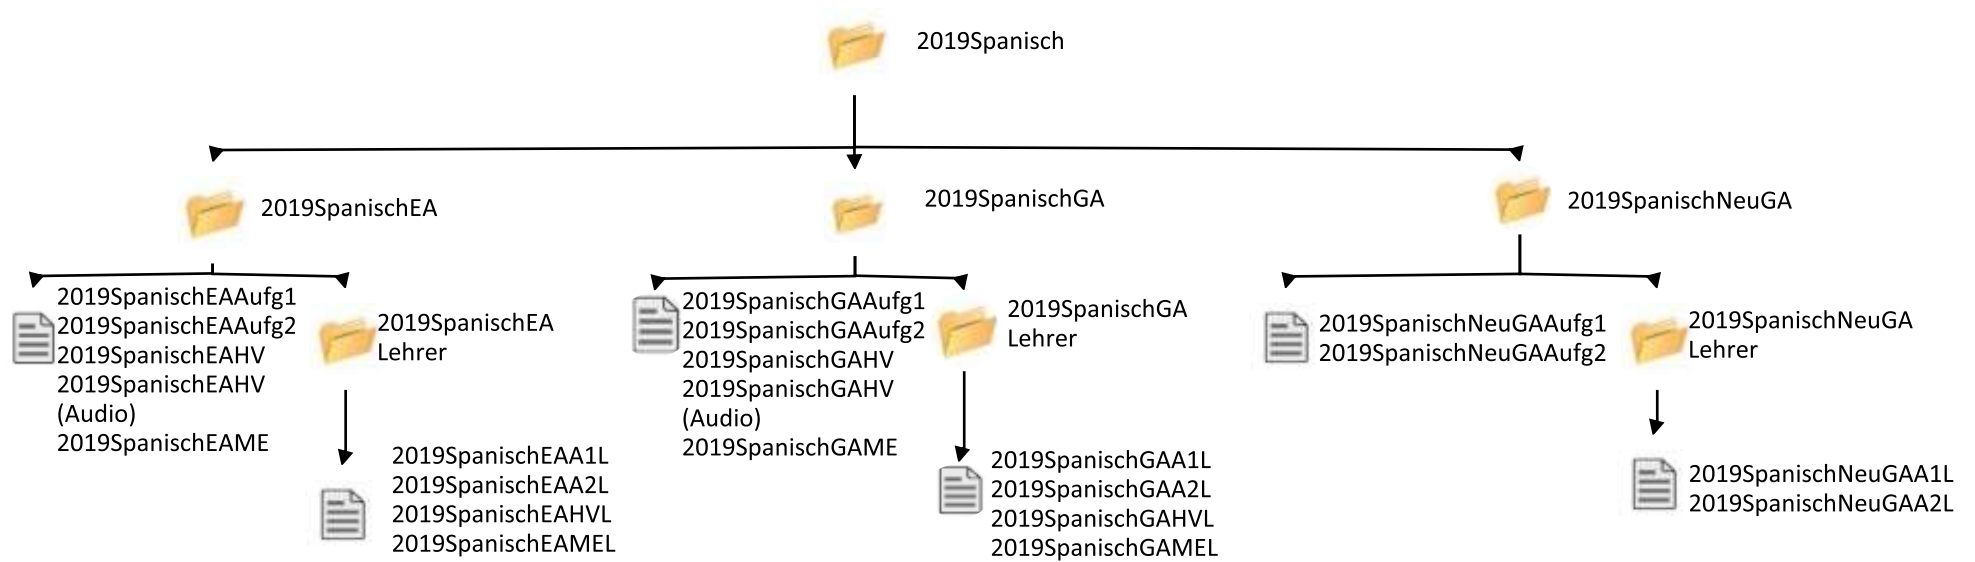 2019Spanisch
2019SpanischEA
2019SpanischGA
2019SpanischNeuGA
2019SpanischEAAufg1
2019SpanischEAAufg2
2019SpanischEAHV
2019SpanischEAHV
(Audio)
2019SpanischEAME
2019SpanischEA
Lehrer
2019SpanischEAA1L
2019SpanischEAA2L
2019SpanischEAHVL
2019SpanischEAMEL
2019SpanischGAAufg1
2019SpanischGAAufg2
2019SpanischGAHV
2019SpanischGAHV
(Audio)
2019SpanischGAME
2019SpanischGA
Lehrer
2019SpanischGAA1L
2019SpanischGAA2L
2019SpanischGAHVL
2019SpanischGAMEL
2019SpanischNeuGAAufg1
2019SpanischNeuGAAufg2
2019SpanischNeuGA
Lehrer
2019SpanischNeuGAA1L
2019SpanischNeuGAA2L